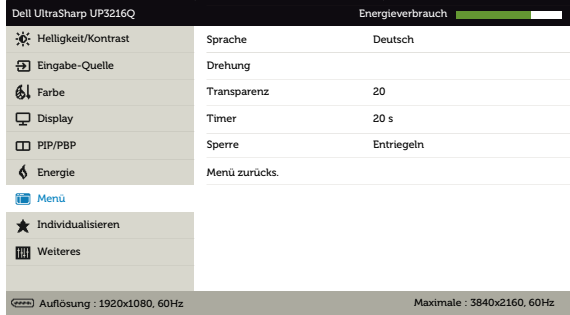 Dell UltraSharp UP3216Q Energieverbrauch
Helligkeit/Kontrast
Eingabe-Quelle
Farbe
Display
PIP/PBP
Energie
Menü
Individualisieren
Weiteres
Sprache Deutsch
Drehung
Transparenz 20
Timer 20 s
Sperre Entriegeln
Menü zurücks.
Auflösung : 1920x1080, 60Hz Maximale : 3840x2160, 60Hz